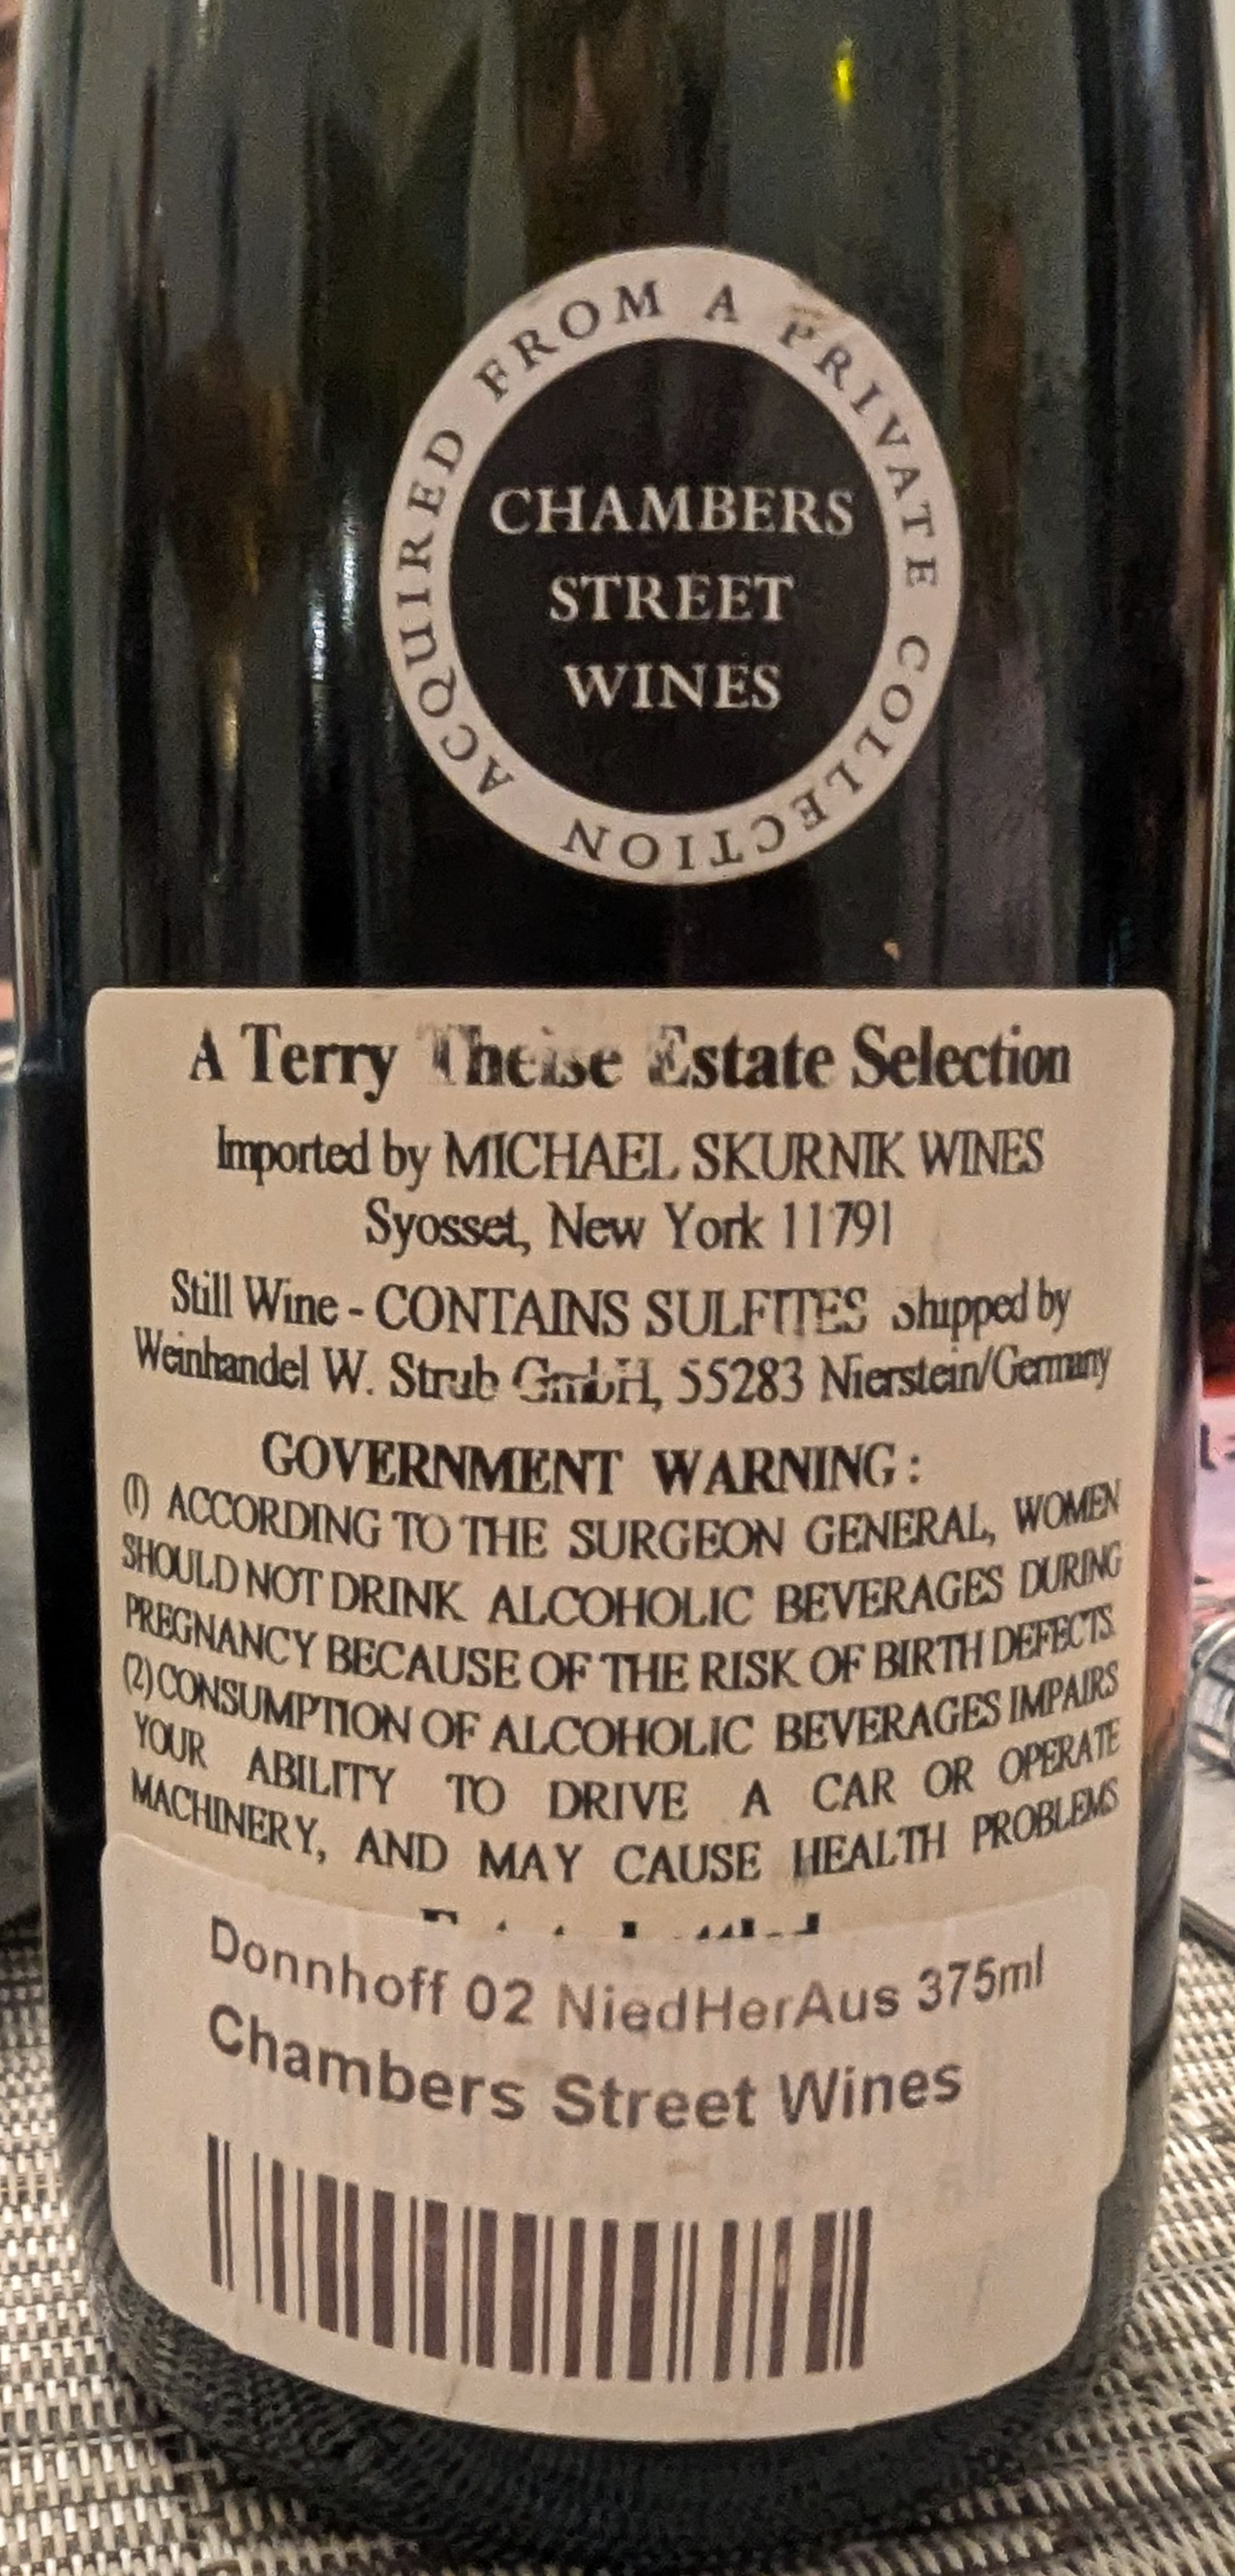 ACQUIRED FROM A PRIVATE COLLECTION
CHAMBERS
STREET
WINES
A Terry Theise Estate Selection
Imported by MICHAEL SKURNIK WINES
Syosset, New York 11791
Still Wine - CONTAINS SULFITES Shipped by
Weinhandel W. Strub GmbH, 55283 Nierstein/Germany
GOVERNMENT WARNING:
(1) ACCORDING TO THE SURGEON GENERAL, WOMEN
SHOULD NOT DRINK ALCOHOLIC BEVERAGES DURING
PREGNANCY BECAUSE OF THE RISK OF BIRTH DEFECTS.
(2) CONSUMPTION OF ALCOHOLIC BEVERAGES IMPAIRS
YOUR ABILITY TO DRIVE A CAR OR OPERATE
MACHINERY, AND MAY CAUSE HEALTH PROBLEMS
Donnhoff 02 NiedHerAus 375ml
Chambers Street Wines